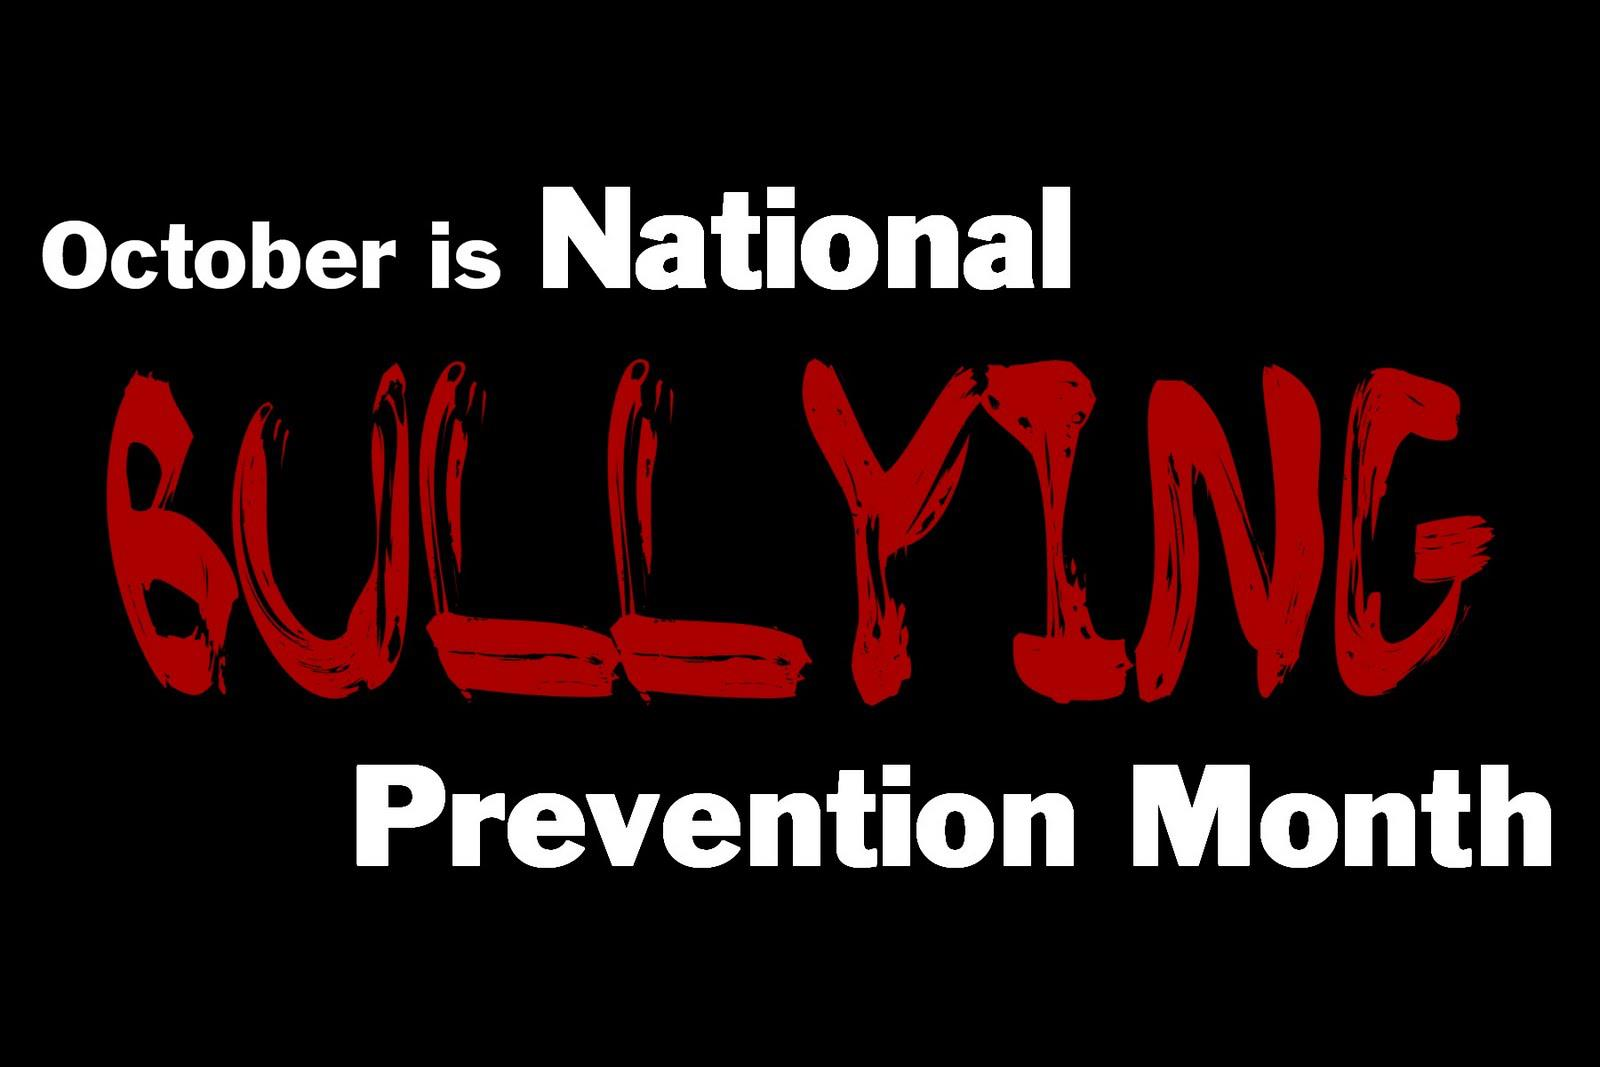 October is National
BULLYING
Prevention Month